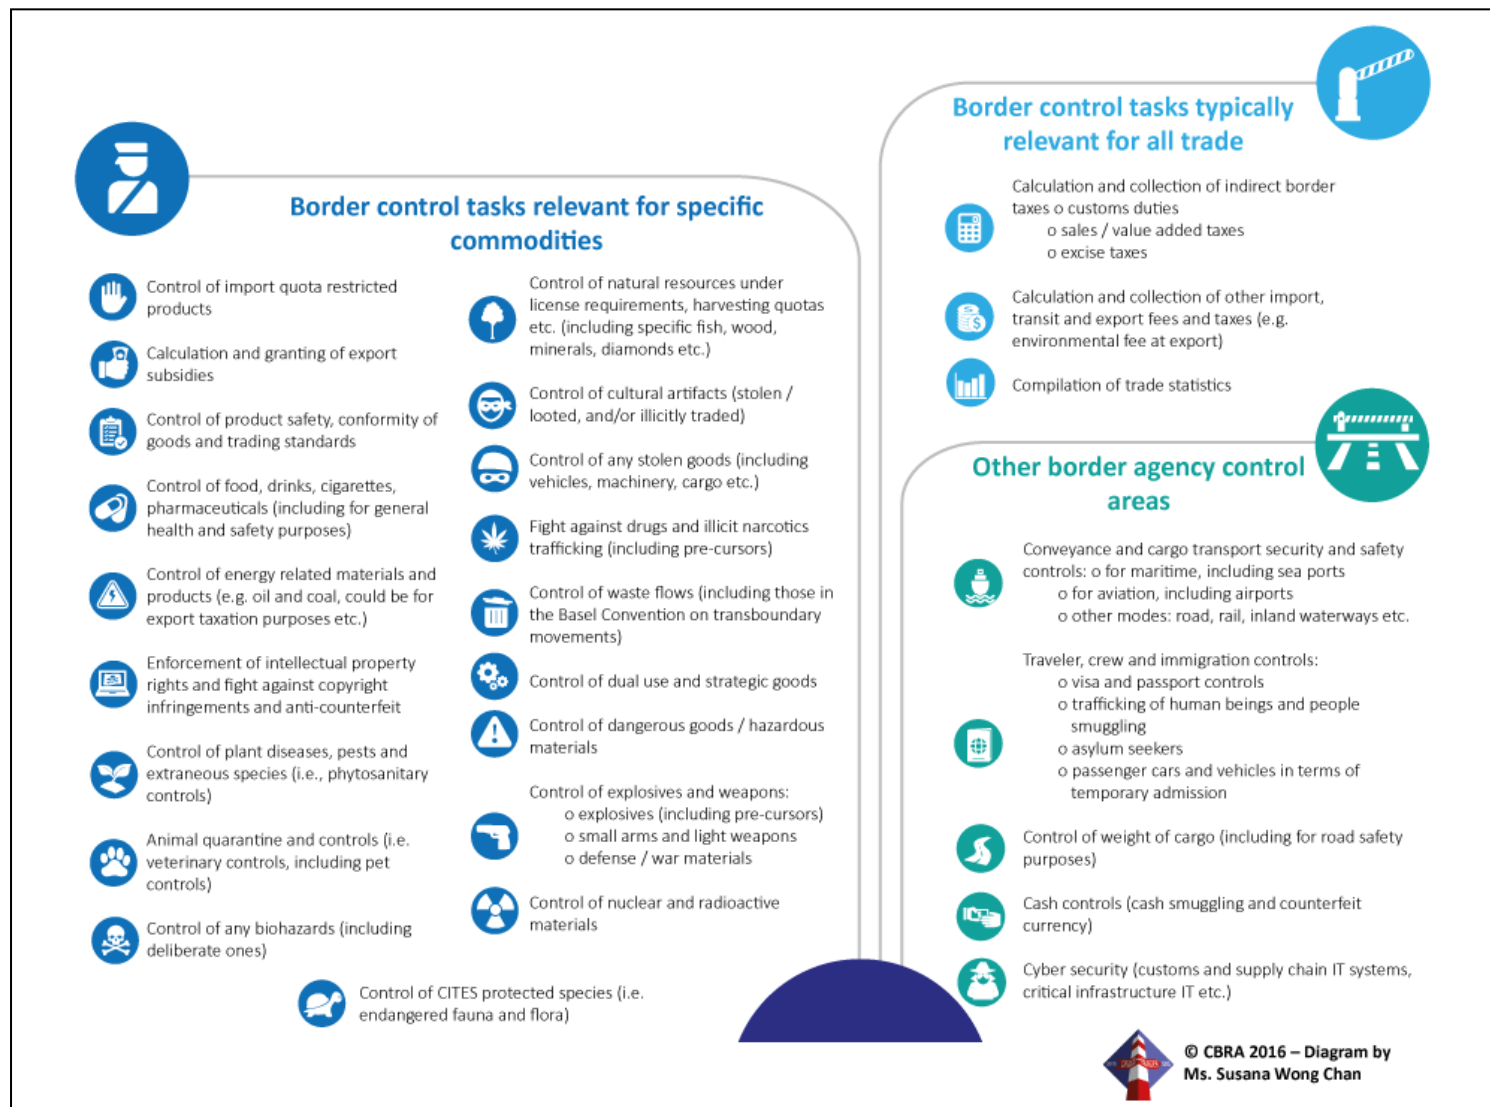 Border control tasks relevant for specific
commodities
Control of import quota restricted
products
Calculation and granting of export
subsidies
Control of product safety, conformity of
goods and trading standards
Control of food, drinks, cigarettes,
pharmaceuticals (including for general
health and safety purposes)
Control of energy related materials and
products (e.g. oil and coal, could be for
export taxation purposes etc.)
Enforcement of intellectual property
rights and fight against copyright
infringements and anti-counterfeit
Control of plant diseases, pests and
extraneous species (i.e., phytosanitary
controls)
Animal quarantine and controls (i.e.
veterinary controls, including pet
controls)
Control of any biohazards (including
deliberate ones)
Control of natural resources under
license requirements, harvesting quotas
etc. (including specific fish, wood,
minerals, diamonds etc.)
Control of cultural artifacts (stolen /
looted, and/or illicitly traded)
Control of any stolen goods (including
vehicles, machinery, cargo etc.)
Fight against drugs and illicit narcotics
trafficking (including pre-cursors)
Control of waste flows (including those in
the Basel Convention on transboundary
movements)
Control of dual use and strategic goods
Control of dangerous goods / hazardous
materials
Control of explosives and weapons:
o explosives (including pre-cursors)
o small arms and light weapons
o defense / war materials
Control of nuclear and radioactive
materials
Control of CITES protected species (i.e.
endangered fauna and flora)
Border control tasks typically
relevant for all trade
Calculation and collection of indirect border
taxes o customs duties
o sales / value added taxes
o excise taxes
Calculation and collection of other import,
transit and export fees and taxes (e.g.
environmental fee at export)
Compilation of trade statistics
Other border agency control
areas
Conveyance and cargo transport security and safety
controls: o for maritime, including sea ports
o for aviation, including airports
o other modes: road, rail, inland waterways etc.
Traveler, crew and immigration controls:
o visa and passport controls
o trafficking of human beings and people
smuggling
o asylum seekers
o passenger cars and vehicles in terms of
temporary admission
Control of weight of cargo (including for road safety
purposes)
Cash controls (cash smuggling and counterfeit
currency)
Cyber security (customs and supply chain IT systems,
critical infrastructure IT etc.)
© CBRA 2016 – Diagram by
Ms. Susana Wong Chan